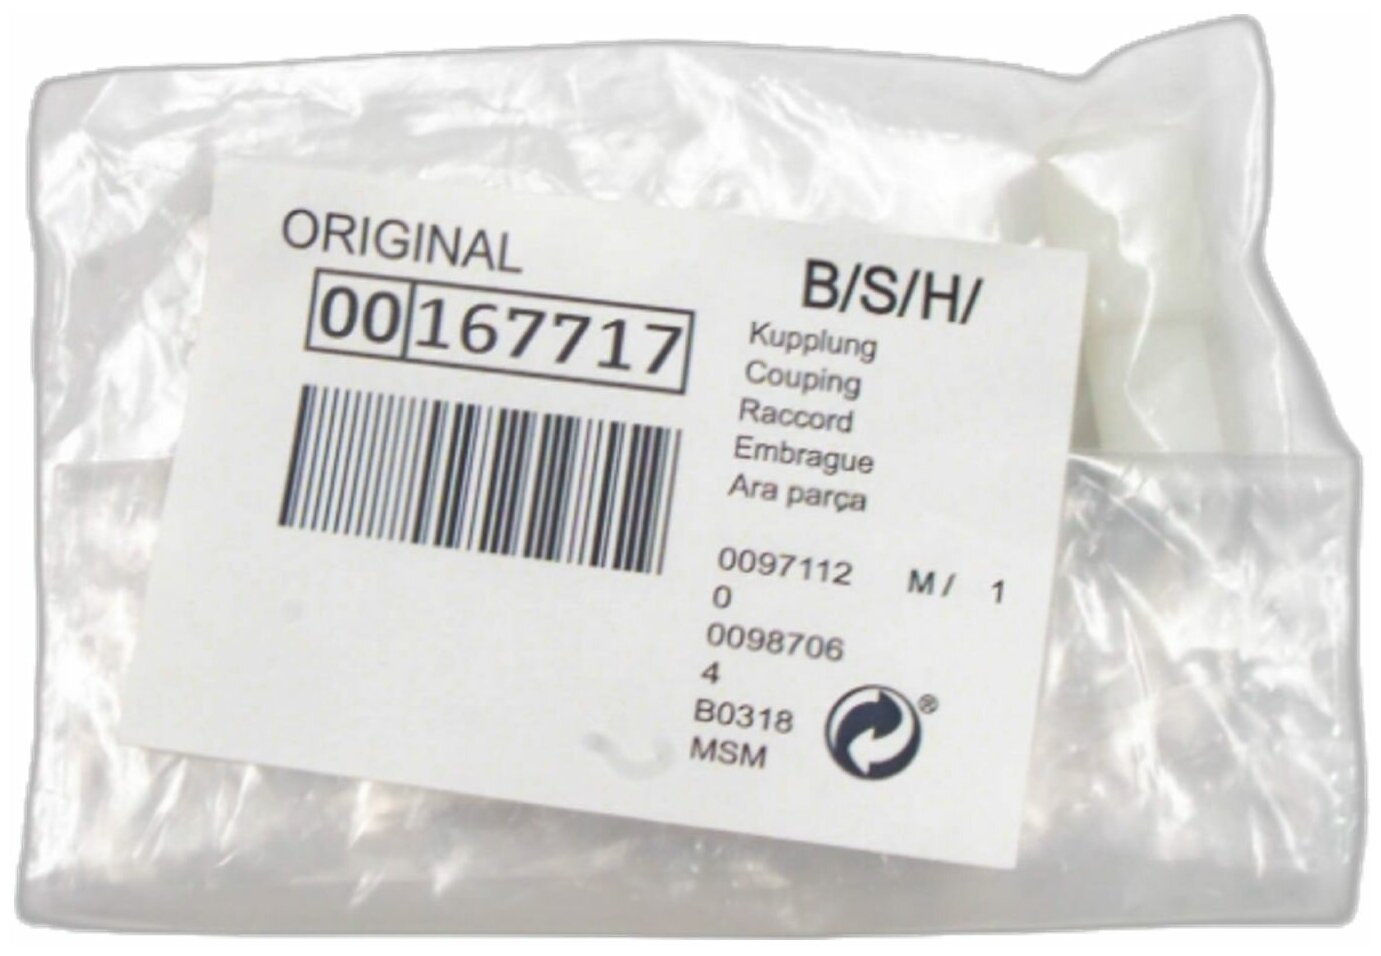 ORIGINAL
00 167717
B/S/H/
Kupplung
Couping
Raccord
Embrague
Ara parça
0097112 M / 1
0
0098706
4
B0318
MSM
®